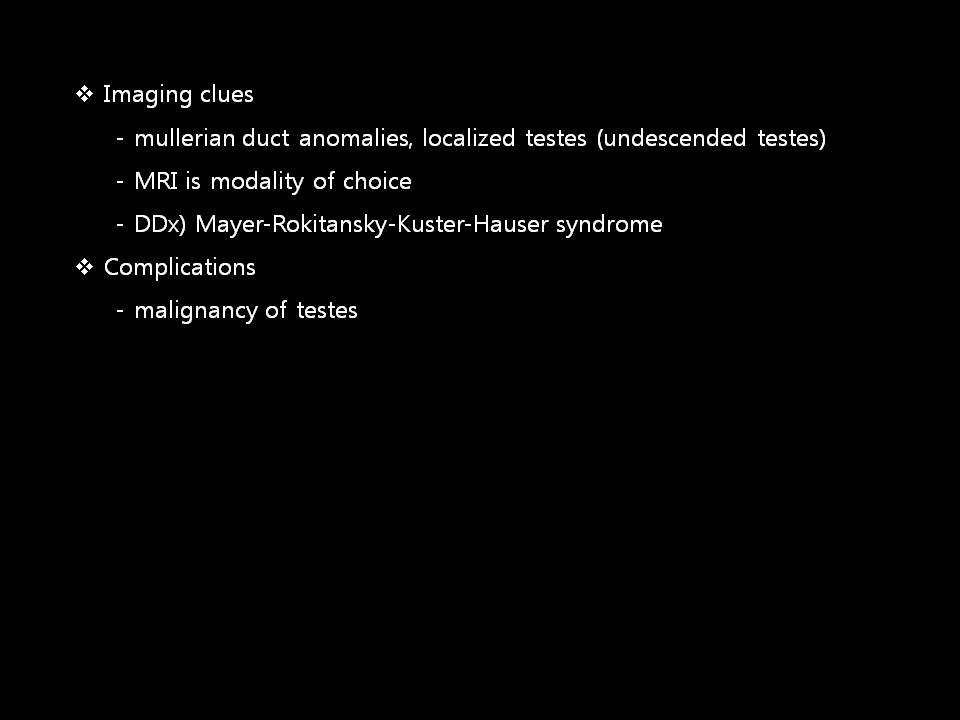 ❖ Imaging clues
- mullerian duct anomalies, localized testes (undescended testes)
- MRI is modality of choice
- DDx) Mayer-Rokitansky-Kuster-Hauser syndrome
❖ Complications
- malignancy of testes